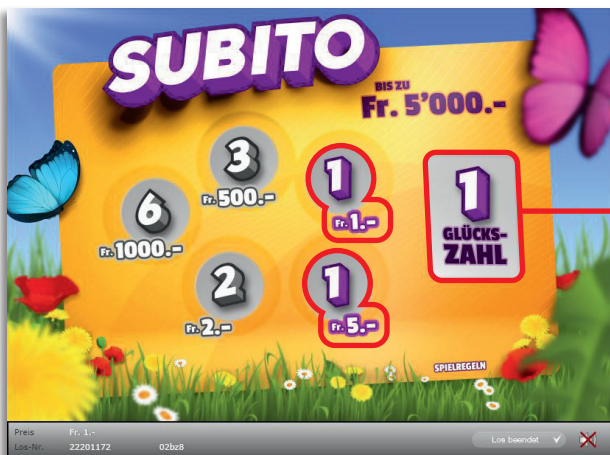 SUBITO
BIS ZU
Fr. 5'000.-
3
Fr. 500.-
1
Fr. 1.-
6
Fr. 1000.-
2
Fr. 2.-
1
Fr. 5.-
1
GLÜCKS-
ZAHL
SPIELREGELN
Preis Fr. 1.-
Los-Nr. 22201172 02bz8
Los beendet